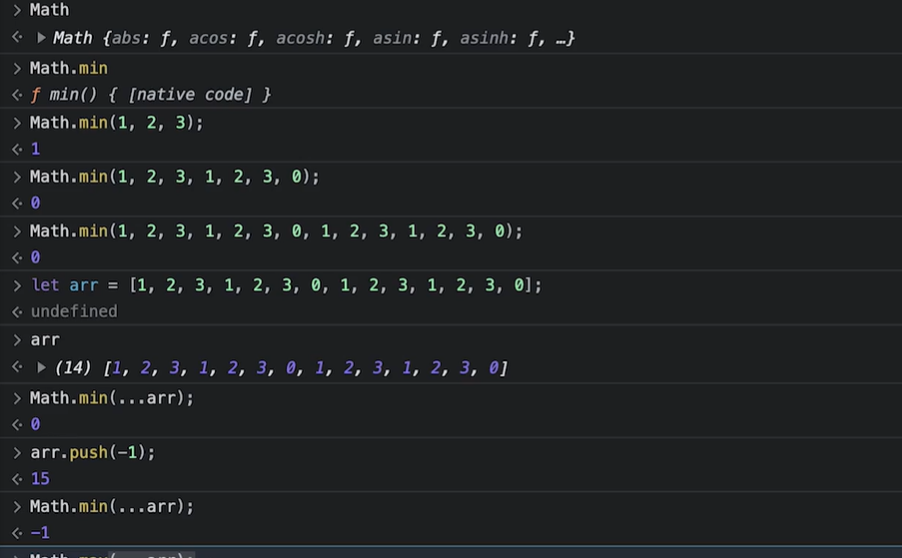 > Math
<· ▶ Math {abs: ƒ, acos: ƒ, acosh: ƒ, asin: ƒ, asinh: ƒ, …}
> Math.min
<· ƒ min() { [native code] }
> Math.min(1, 2, 3);
<· 1
> Math.min(1, 2, 3, 1, 2, 3, 0);
<· 0
> Math.min(1, 2, 3, 1, 2, 3, 0, 1, 2, 3, 1, 2, 3, 0);
<· 0
> let arr = [1, 2, 3, 1, 2, 3, 0, 1, 2, 3, 1, 2, 3, 0];
<· undefined
> arr
<· ▶ (14) [1, 2, 3, 1, 2, 3, 0, 1, 2, 3, 1, 2, 3, 0]
> Math.min(...arr);
<· 0
> arr.push(-1);
<· 15
> Math.min(...arr);
<· -1